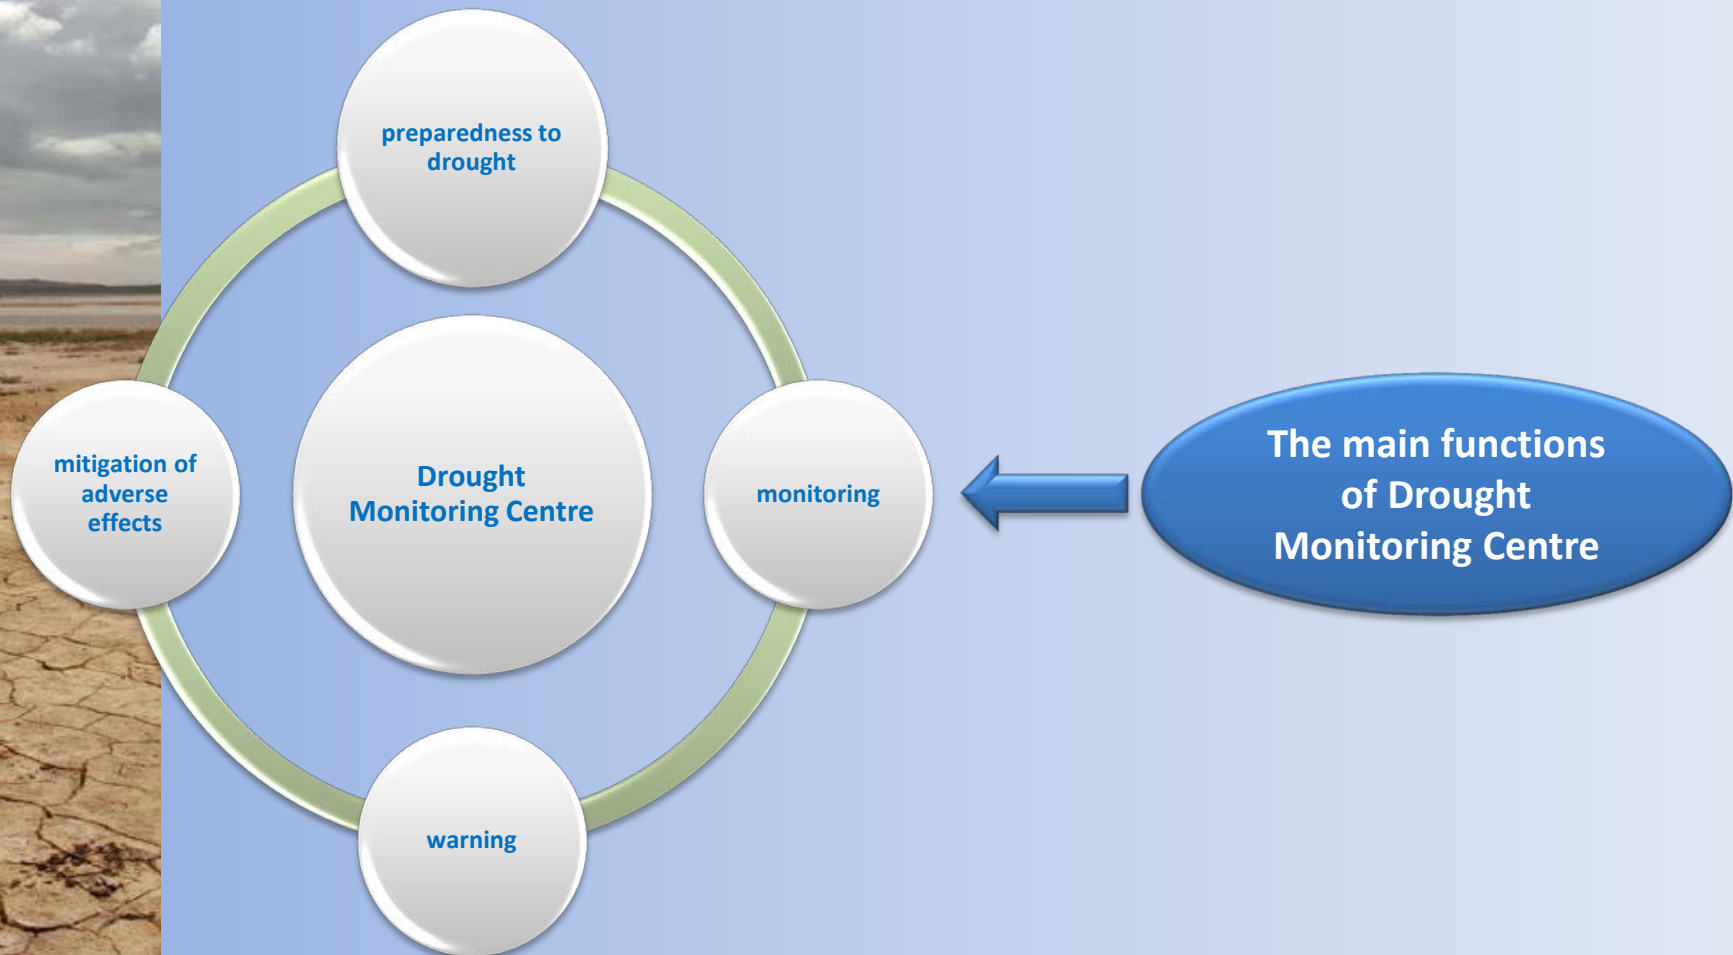 preparedness to
drought
mitigation of
adverse
effects
Drought
Monitoring Centre
monitoring
The main functions
of Drought
Monitoring Centre
warning